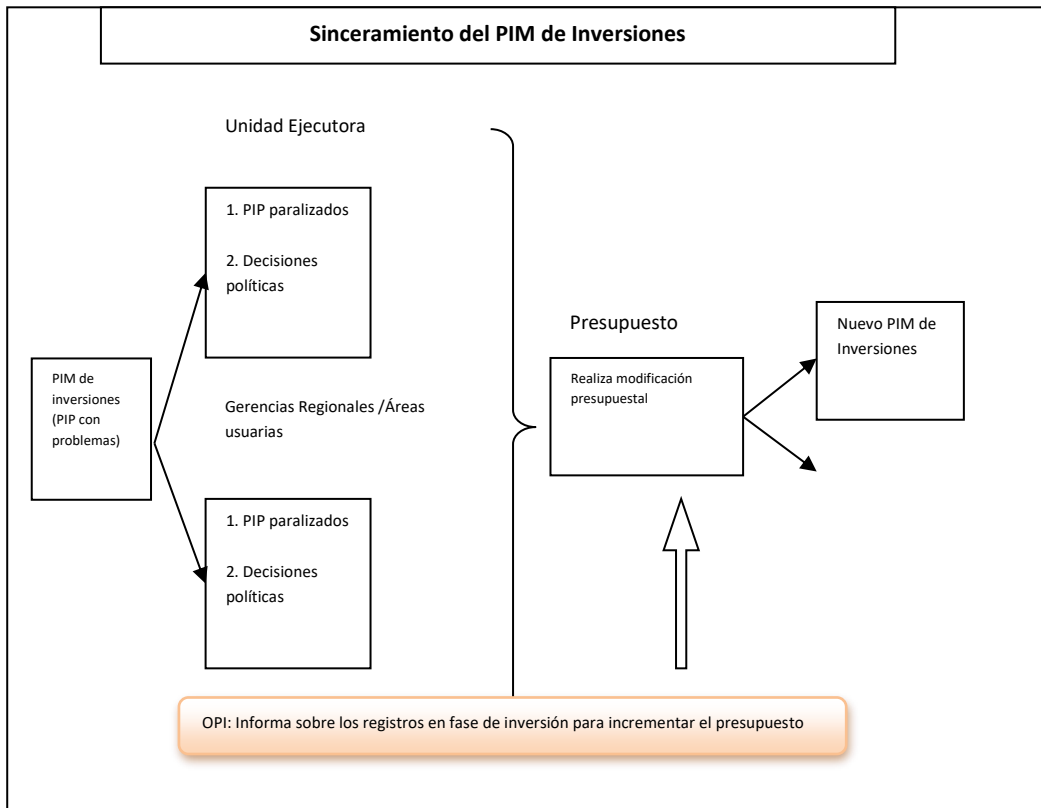 Sinceramiento del PIM de Inversiones
Unidad Ejecutora
1. PIP paralizados
2. Decisiones
políticas
PIM de
inversiones
(PIP con
problemas)
Gerencias Regionales /Áreas
usuarias
1. PIP paralizados
2. Decisiones
políticas
Presupuesto
Realiza modificación
presupuestal
Nuevo PIM de
Inversiones
OPI: Informa sobre los registros en fase de inversión para incrementar el presupuesto